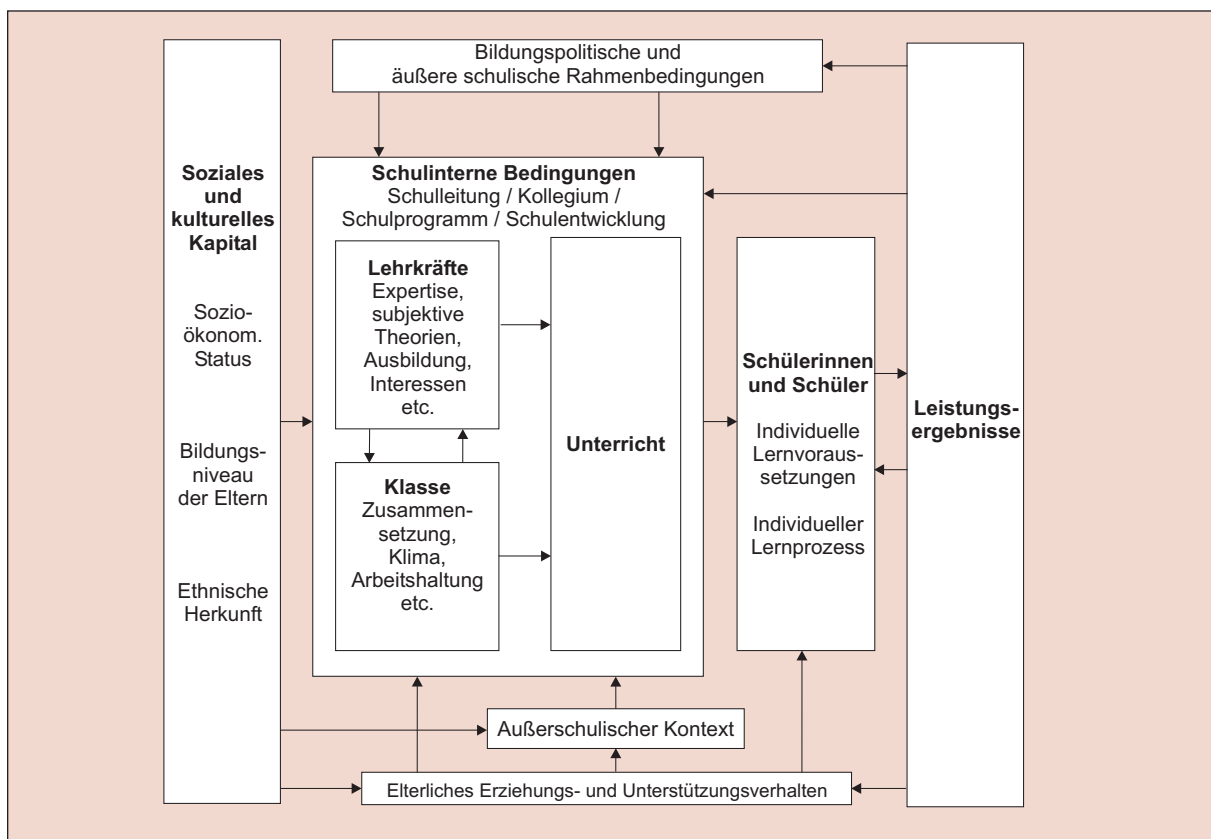 Soziales
und
kulturelles
Kapital
Sozio-
ökonom.
Status
Bildungs-
niveau
der Eltern
Ethnische
Herkunft
Bildungspolitische und
äußere schulische Rahmenbedingungen
Schulinterne Bedingungen
Schulleitung / Kollegium /
Schulprogramm / Schulentwicklung
Lehrkräfte
Expertise,
subjektive
Theorien,
Ausbildung,
Interessen
etc.
Klasse
Zusammen-
setzung,
Klima,
Arbeitshaltung
etc.
Unterricht
Schülerinnen
und Schüler
Individuelle
Lernvoraus-
setzungen
Individueller
Lernprozess
Leistungs-
ergebnisse
Außerschulischer Kontext
Elterliches Erziehungs- und Unterstützungsverhalten